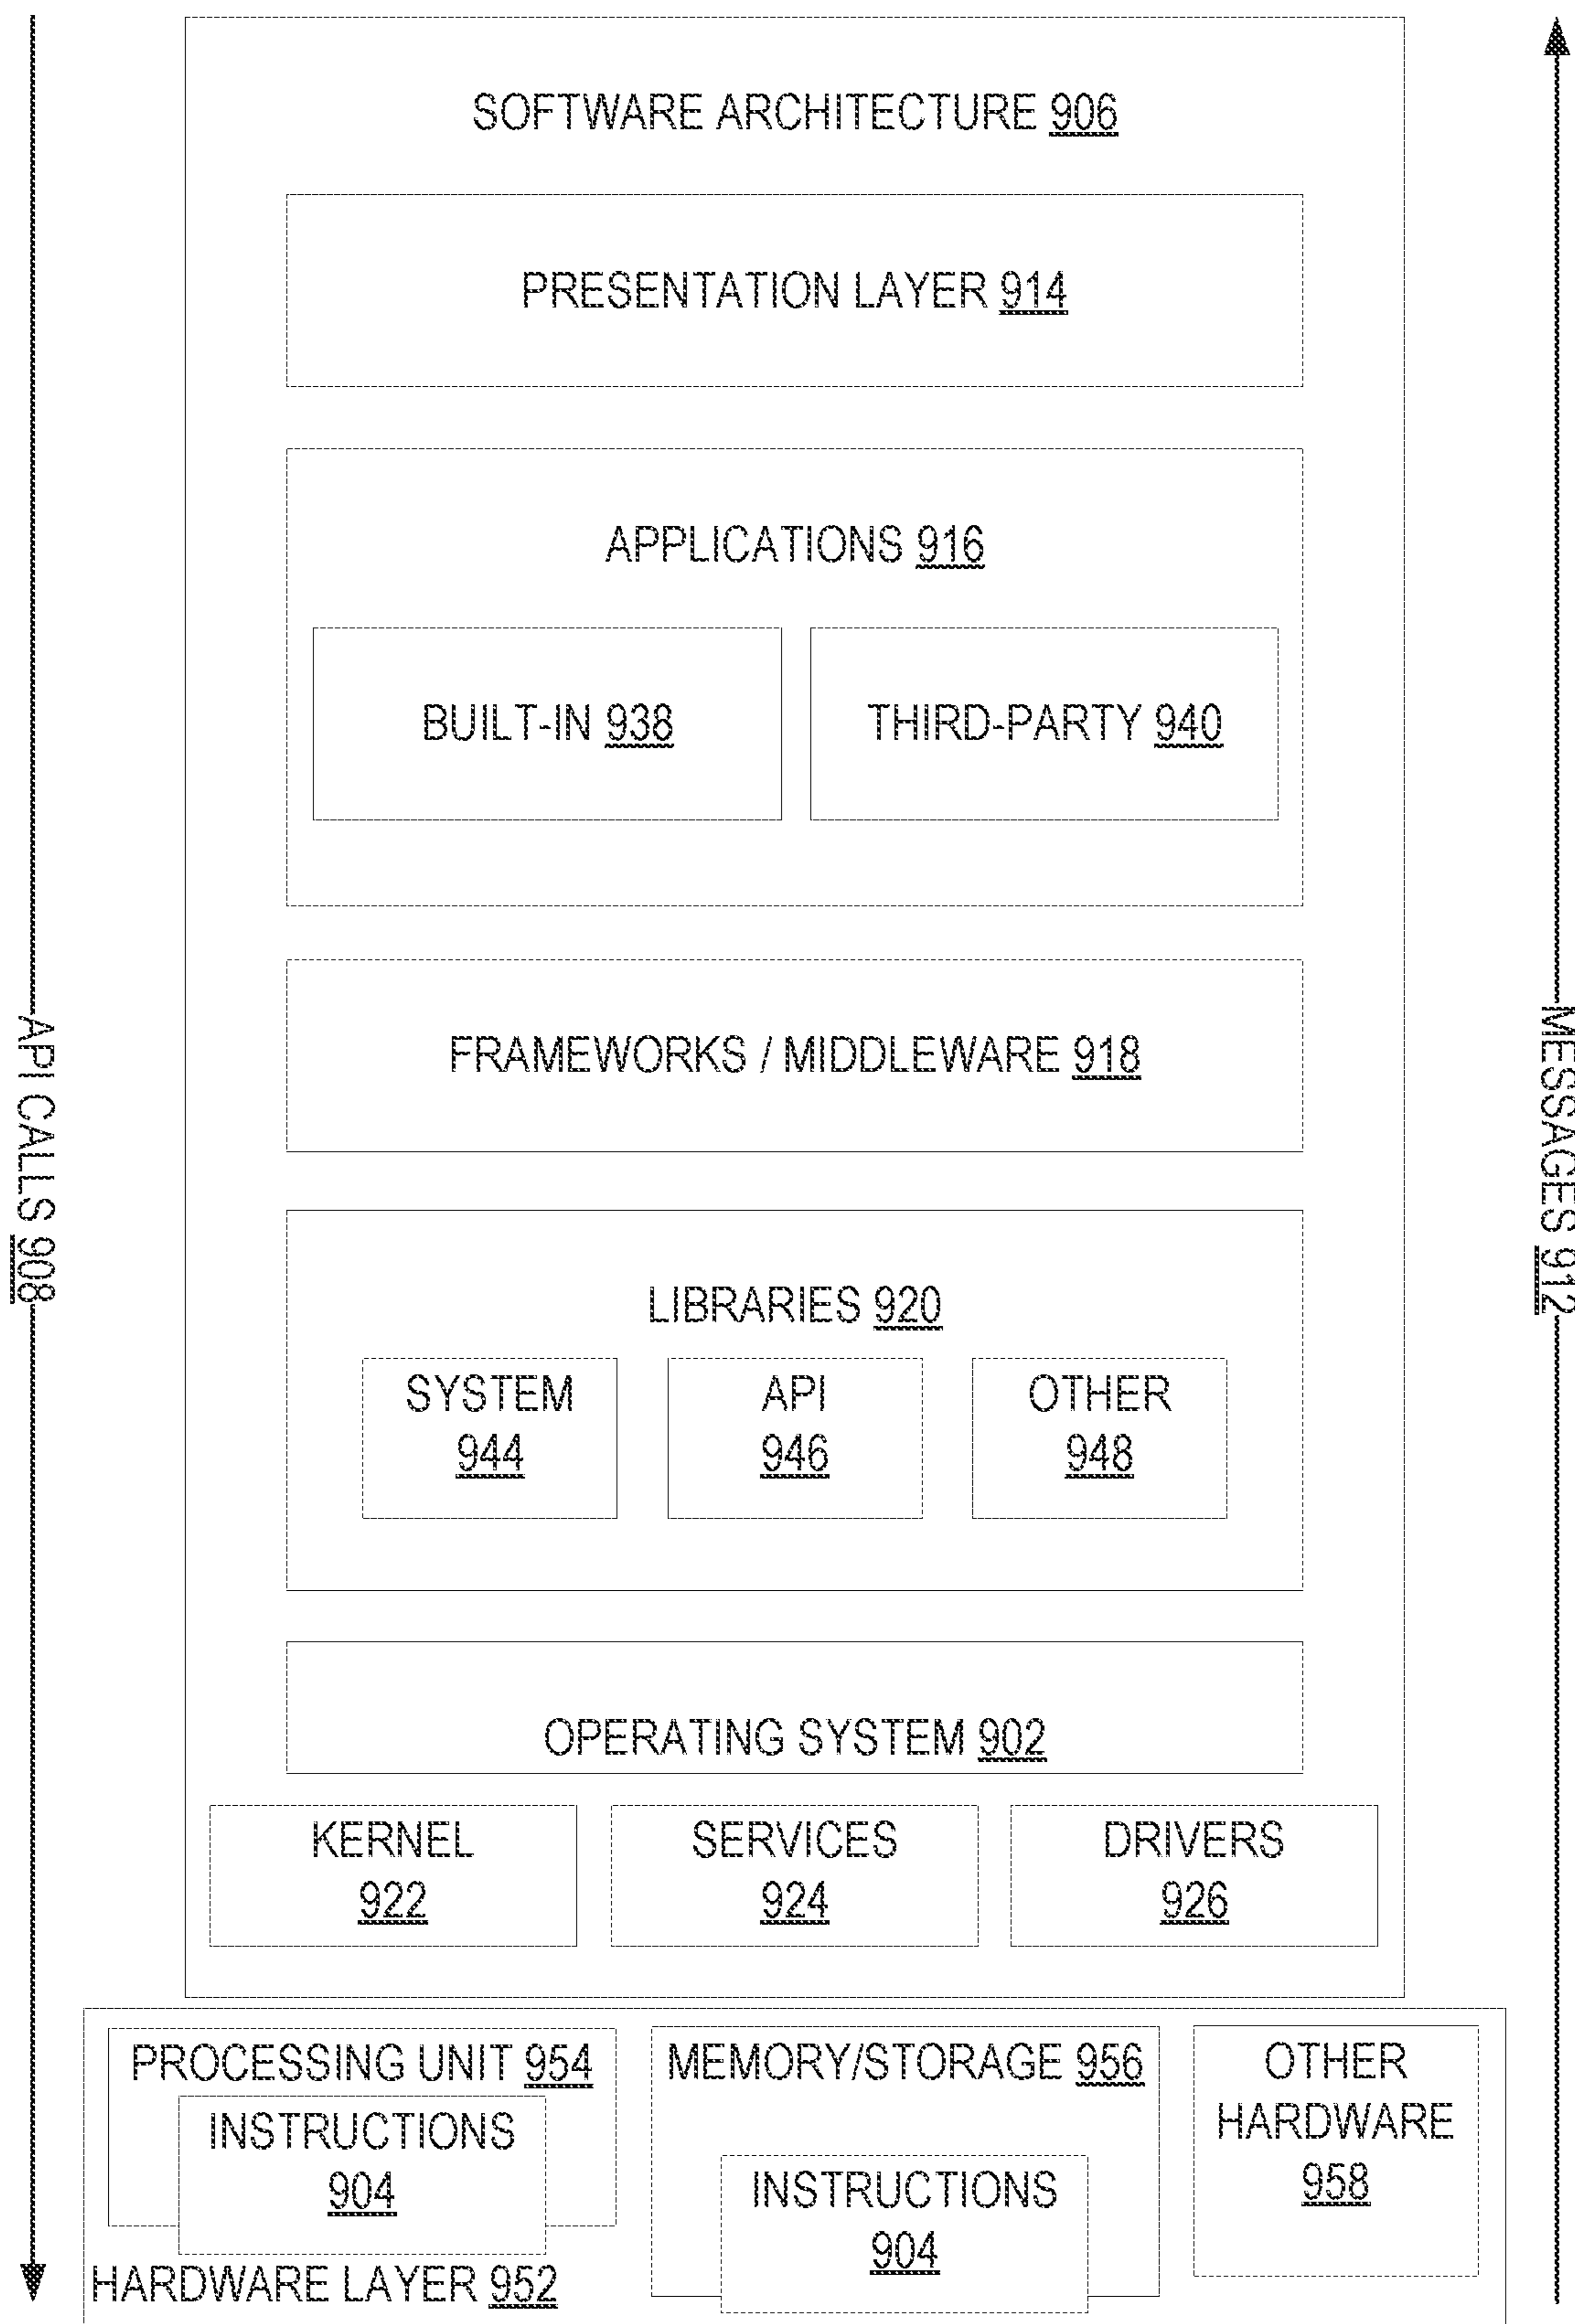 SOFTWARE ARCHITECTURE 906
PRESENTATION LAYER 914
APPLICATIONS 916
BUILT-IN 938
THIRD-PARTY 940
FRAMEWORKS / MIDDLEWARE 918
API CALLS 908
MESSAGES 912
LIBRARIES 920
SYSTEM
944
API
946
OTHER
948
OPERATING SYSTEM 902
KERNEL
922
SERVICES
924
DRIVERS
926
PROCESSING UNIT 954
INSTRUCTIONS
904
MEMORY/STORAGE 956
INSTRUCTIONS
904
OTHER
HARDWARE
958
HARDWARE LAYER 952